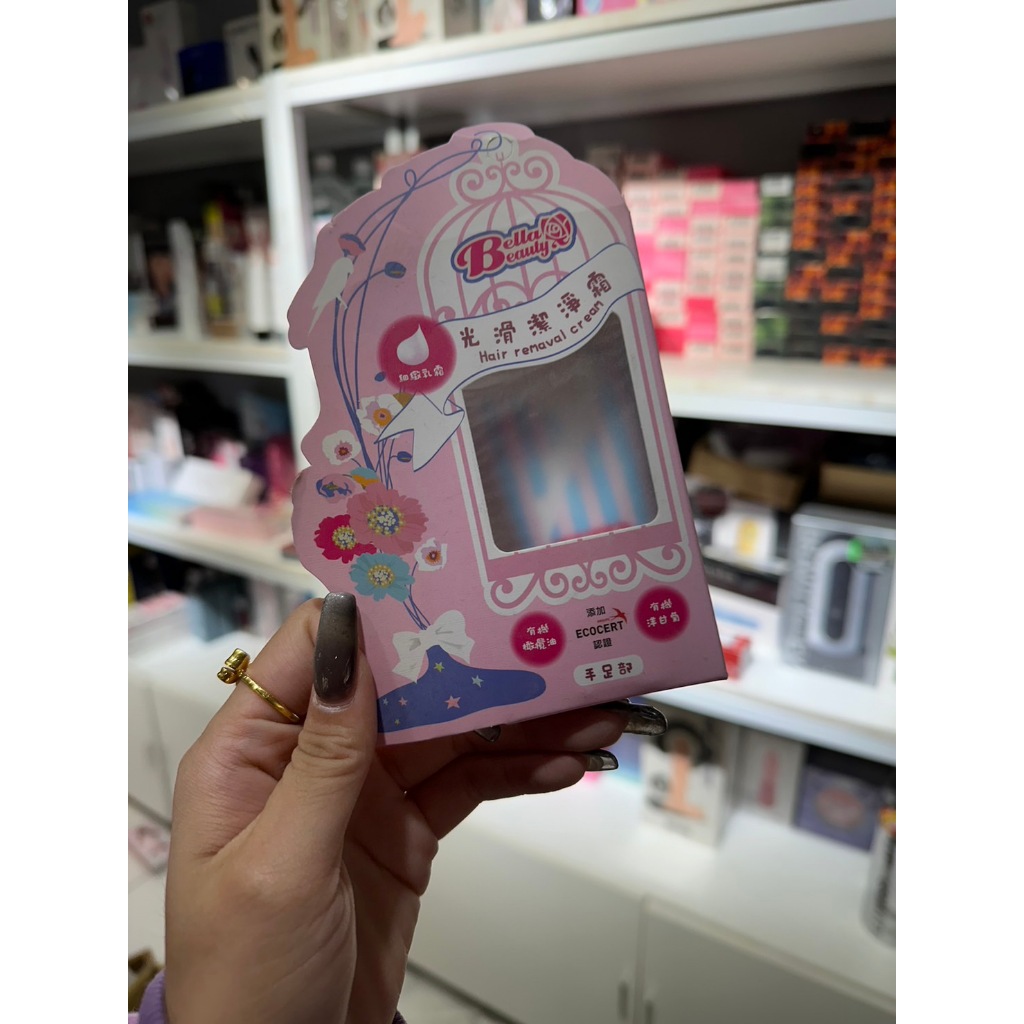 Bella
Beauty
光滑潔淨霜
Hair remaval cream
細緻乳霜
有機
橄欖油
添加
ECOCERT
認證
有機
洋甘菊
手足部